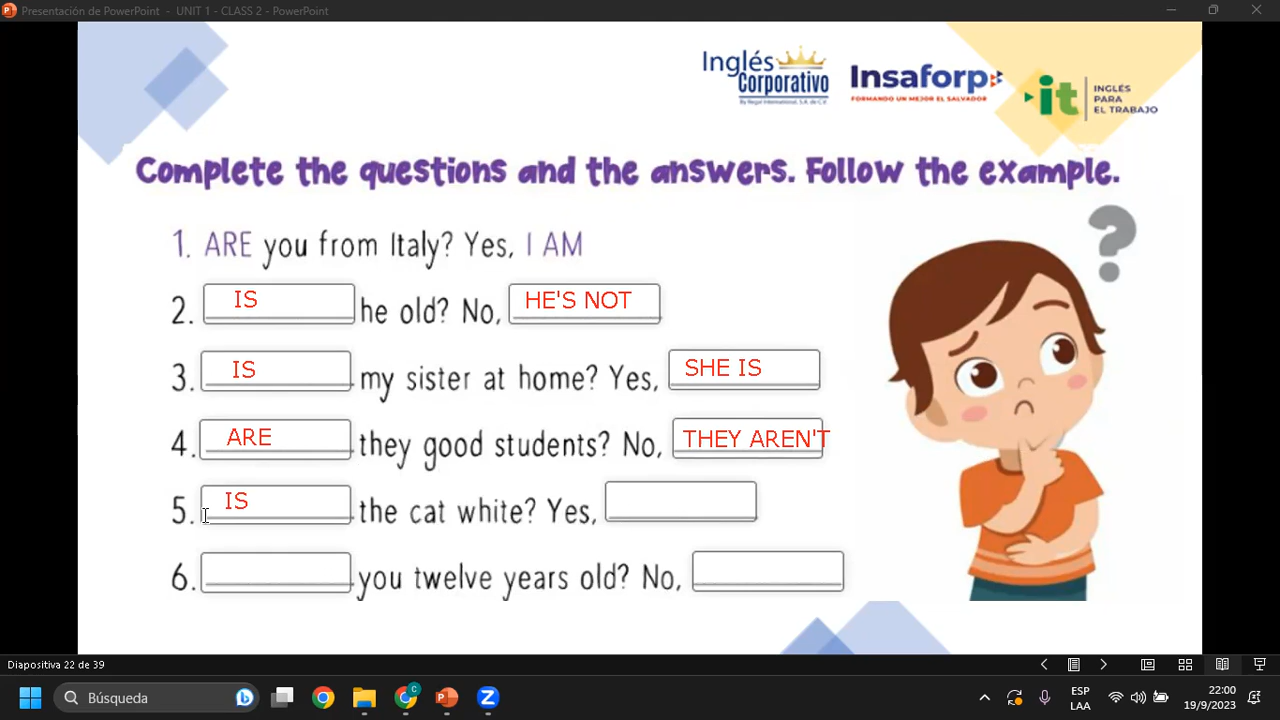 Presentación de PowerPoint - UNIT 1 - CLASS 2 - PowerPoint
Inglés Corporativo
By Regal International, S.A. de C.V.
Insaforp
FORMANDO UN MEJOR EL SALVADOR
it INGLÉS PARA EL TRABAJO
Complete the questions and the answers. Follow the example.
1. ARE you from Italy? Yes, I AM
2. IS he old? No, HE'S NOT
3. IS my sister at home? Yes, SHE IS
4. ARE they good students? No, THEY AREN'T
5. IS the cat white? Yes,
6. you twelve years old? No,
?
Diapositiva 22 de 39
Búsqueda
ESP LAA
22:00
19/9/2023